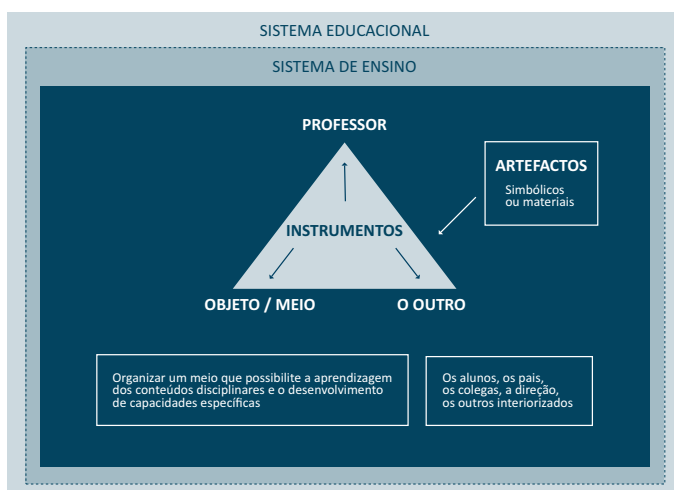 SISTEMA EDUCACIONAL
SISTEMA DE ENSINO
PROFESSOR
ARTEFACTOS
Simbólicos
ou materiais
INSTRUMENTOS
OBJETO / MEIO
O OUTRO
Organizar um meio que possibilite a aprendizagem
dos conteúdos disciplinares e o desenvolvimento
de capacidades específicas
Os alunos, os pais,
os colegas, a direção,
os outros interiorizados